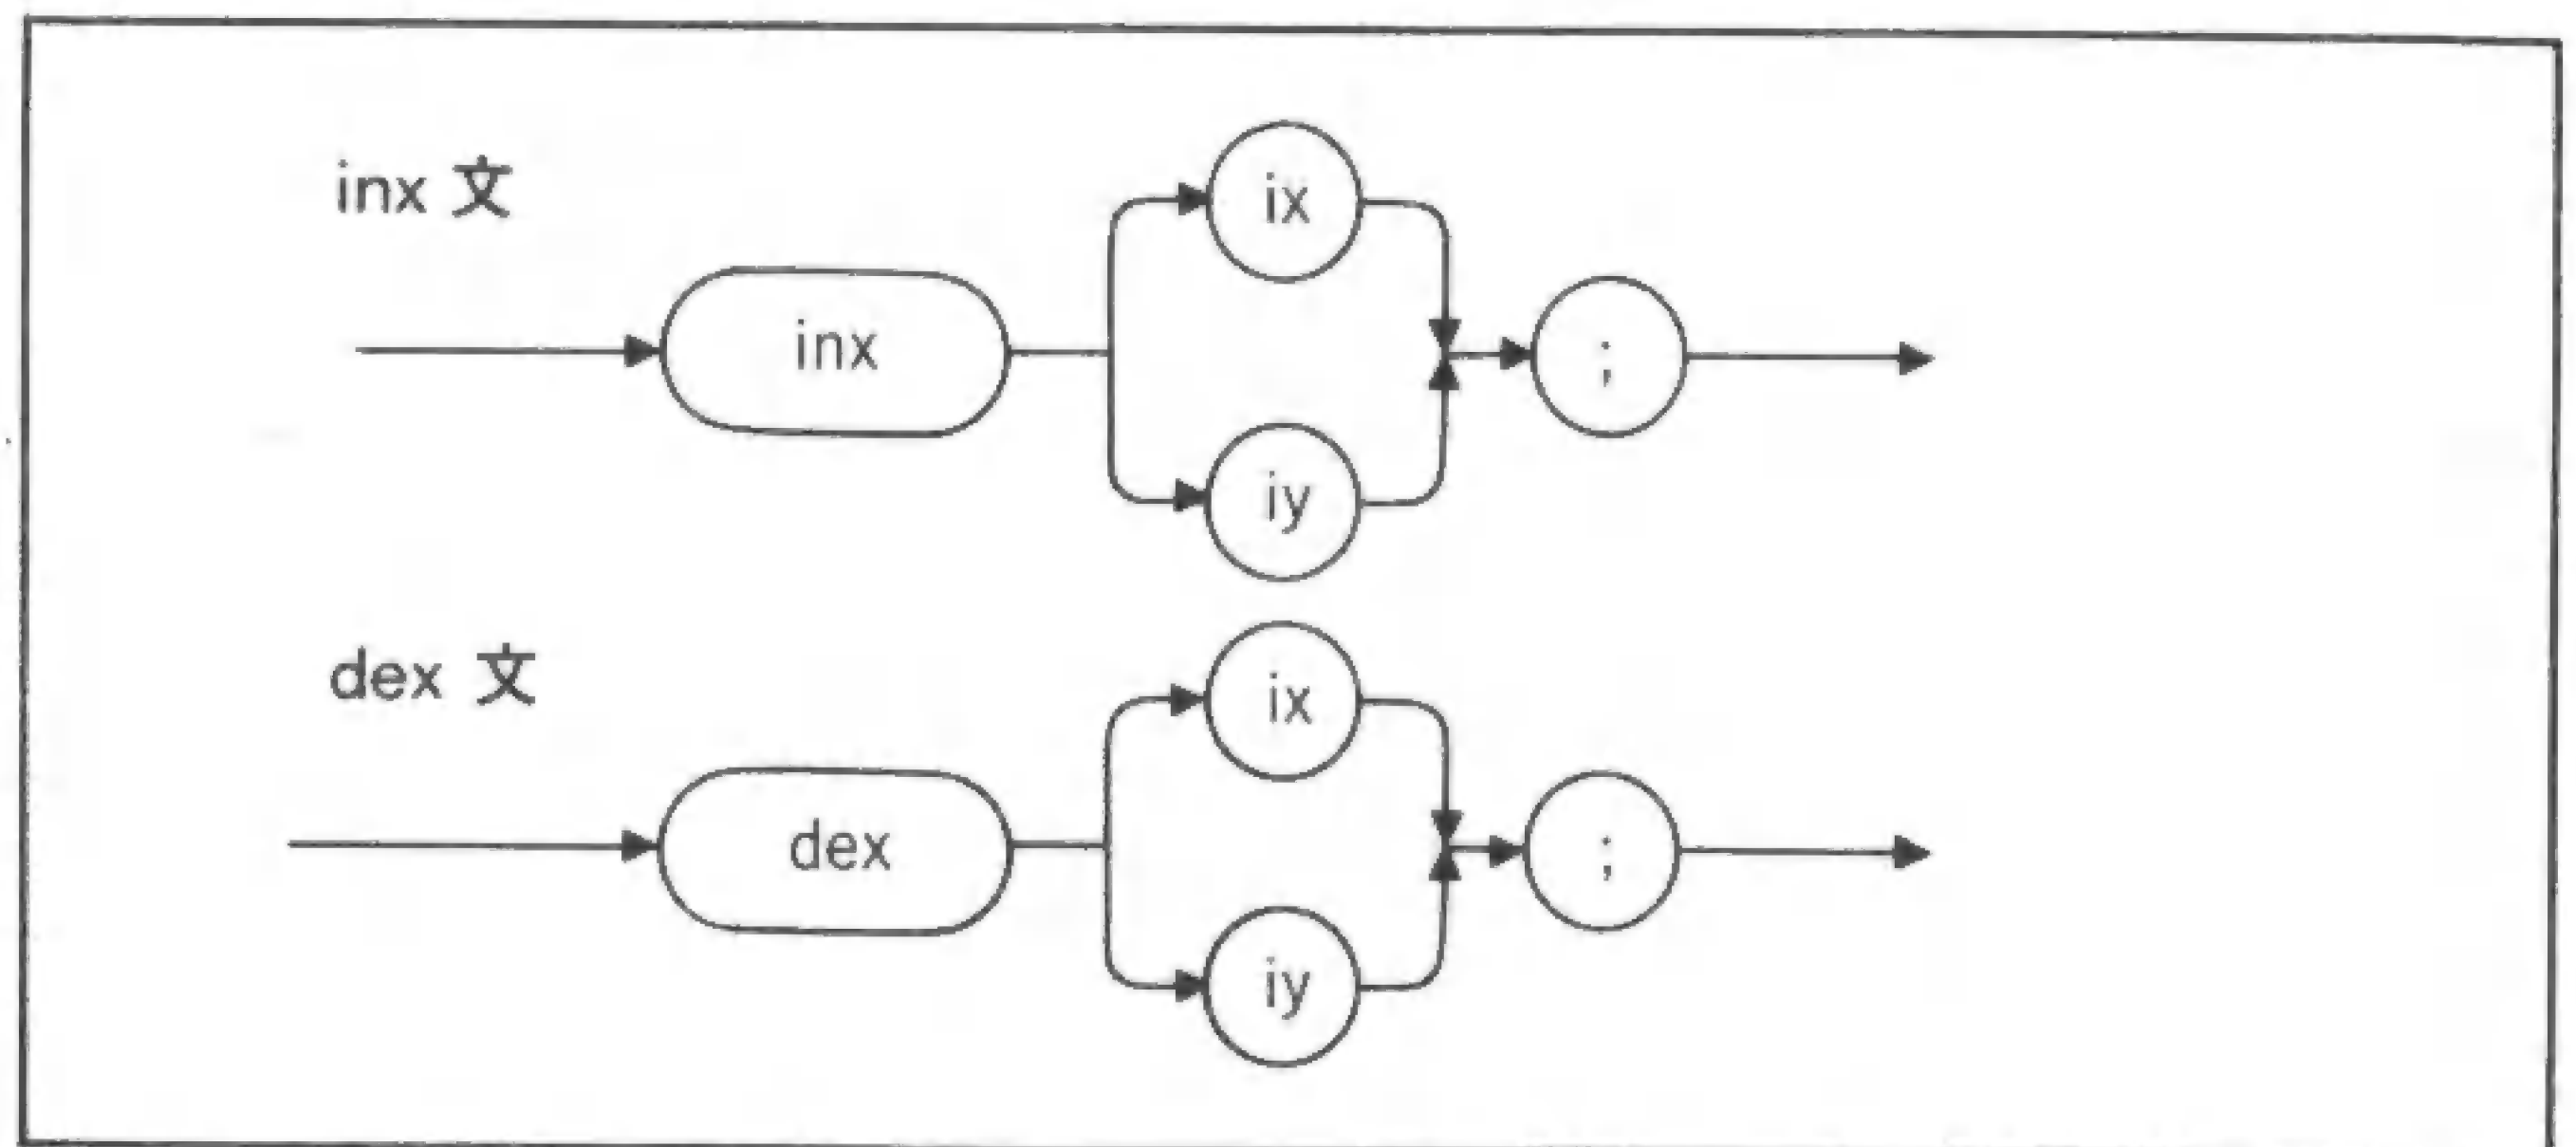 inx 文
ix
inx ;
iy
dex 文
ix
dex ;
iy